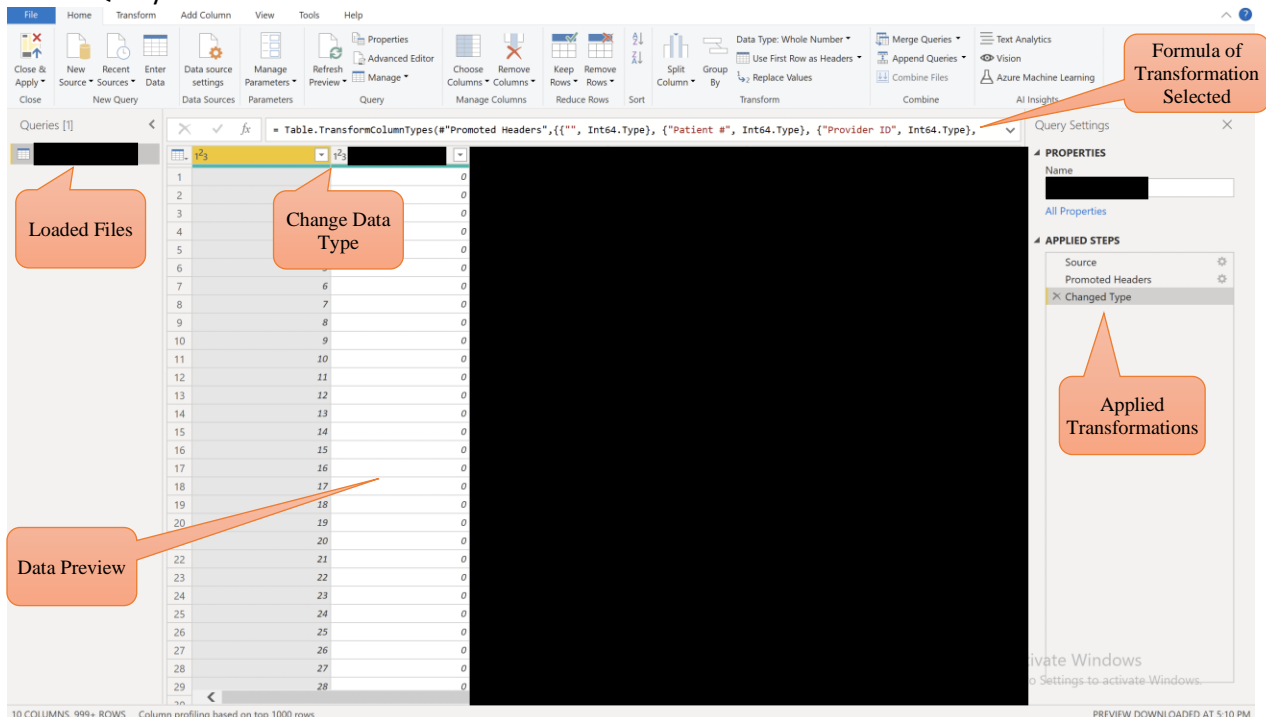 File Home Transform Add Column View Tools Help
Close & Apply New Source Recent Sources Enter Data Data source settings Manage Parameters Refresh Preview Properties Advanced Editor Manage Choose Columns Remove Columns Keep Rows Remove Rows Split Column Group By Data Type: Whole Number Use First Row as Headers Replace Values Merge Queries Append Queries Combine Files Text Analytics Vision Azure Machine Learning
Close New Query Data Sources Parameters Query Manage Columns Reduce Rows Sort Transform Combine AI Insights
Formula of
Transformation
Selected
Queries [1]
fx = Table.TransformColumnTypes(#"Promoted Headers",{{"", Int64.Type}, {"Patient #", Int64.Type}, {"Provider ID", Int64.Type},
Query Settings
1²3 1²3
PROPERTIES
Name
All Properties
APPLIED STEPS
Source
Promoted Headers
Changed Type
Loaded Files
Change Data
Type
Applied
Transformations
Data Preview
1 0
2 0
3 0
4 0
5 0
6 0
7 6 0
8 7 0
9 8 0
10 9 0
11 10 0
12 11 0
13 12 0
14 13 0
15 14 0
16 15 0
17 16 0
18 17 0
19 18 0
20 19 0
20 0
22 21 0
23 22 0
24 23 0
25 24 0
26 25 0
27 26 0
28 27 0
29 28 0
ivate Windows
o Settings to activate Windows.
10 COLUMNS, 999+ ROWS Column profiling based on top 1000 rows
PREVIEW DOWNLOADED AT 5:10 PM